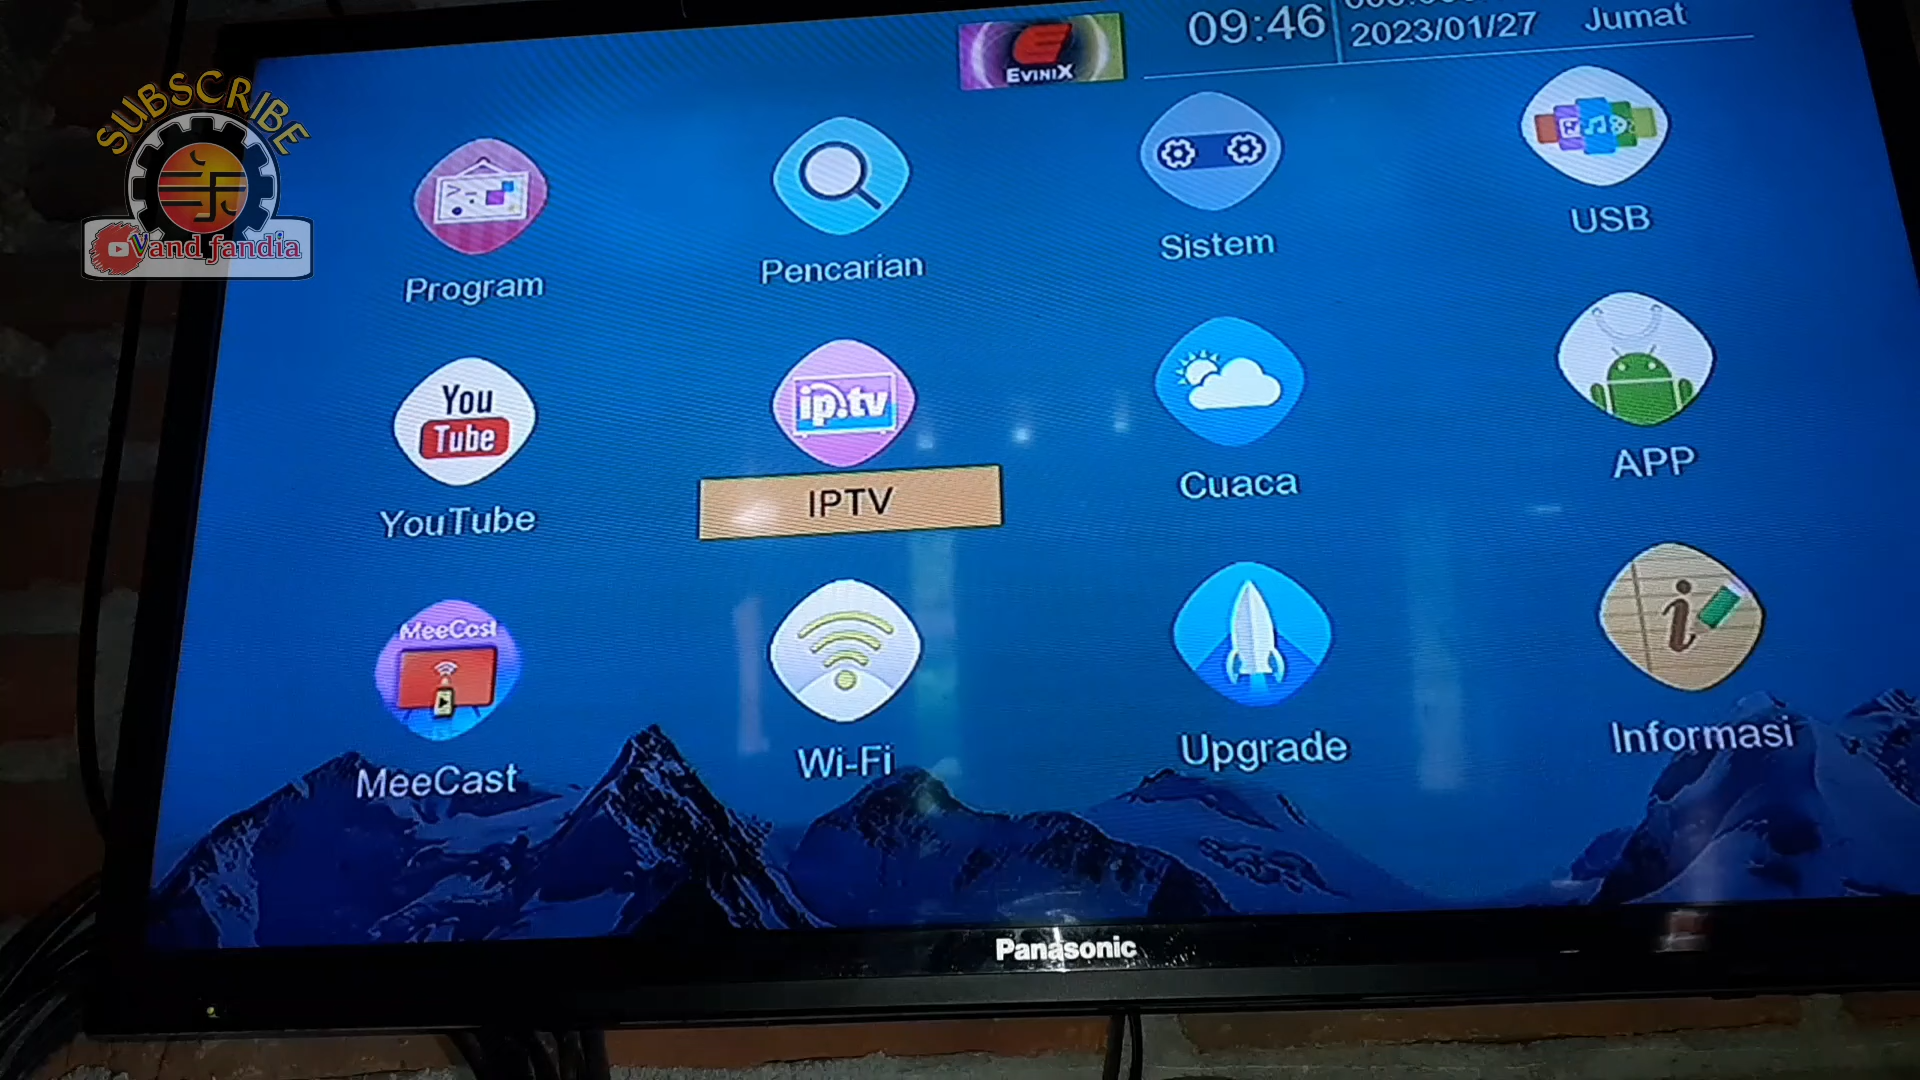 SUBSCRIBE
Vand fandia
EVINIX
09:46
2023/01/27
Jumat
Program
Pencarian
Sistem
USB
You
Tube
ip.tv
YouTube
IPTV
Cuaca
APP
MeeCast
MeeCast
Wi-Fi
Upgrade
i
Informasi
Panasonic